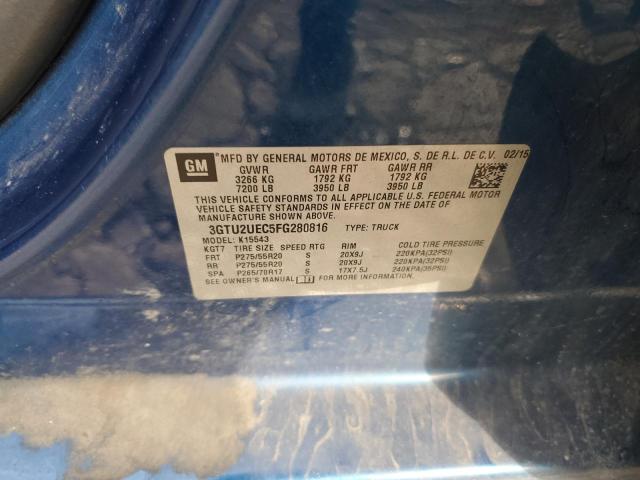 GM
MFD BY GENERAL MOTORS DE MEXICO, S. DE R.L. DE C.V. 02/15
GVWR GAWR FRT GAWR RR
3266 KG 1792 KG 1792 KG
7200 LB 3950 LB 3950 LB
THIS VEHICLE CONFORMS TO ALL APPLICABLE U.S. FEDERAL MOTOR
VEHICLE SAFETY STANDARDS IN EFFECT ON THE DATE OF
MANUFACTURE SHOWN ABOVE.
3GTU2UEC5FG280816 TYPE: TRUCK
MODEL: K15543
KGT7 TIRE SIZE SPEED RTG RIM COLD TIRE PRESSURE
FRT P275/55R20 S 20X9J 220KPA(32PSI)
RR P275/55R20 S 20X9J 220KPA(32PSI)
SPA P265/70R17 S 17X7.5J 240KPA(35PSI)
SEE OWNER'S MANUAL FOR MORE INFORMATION.